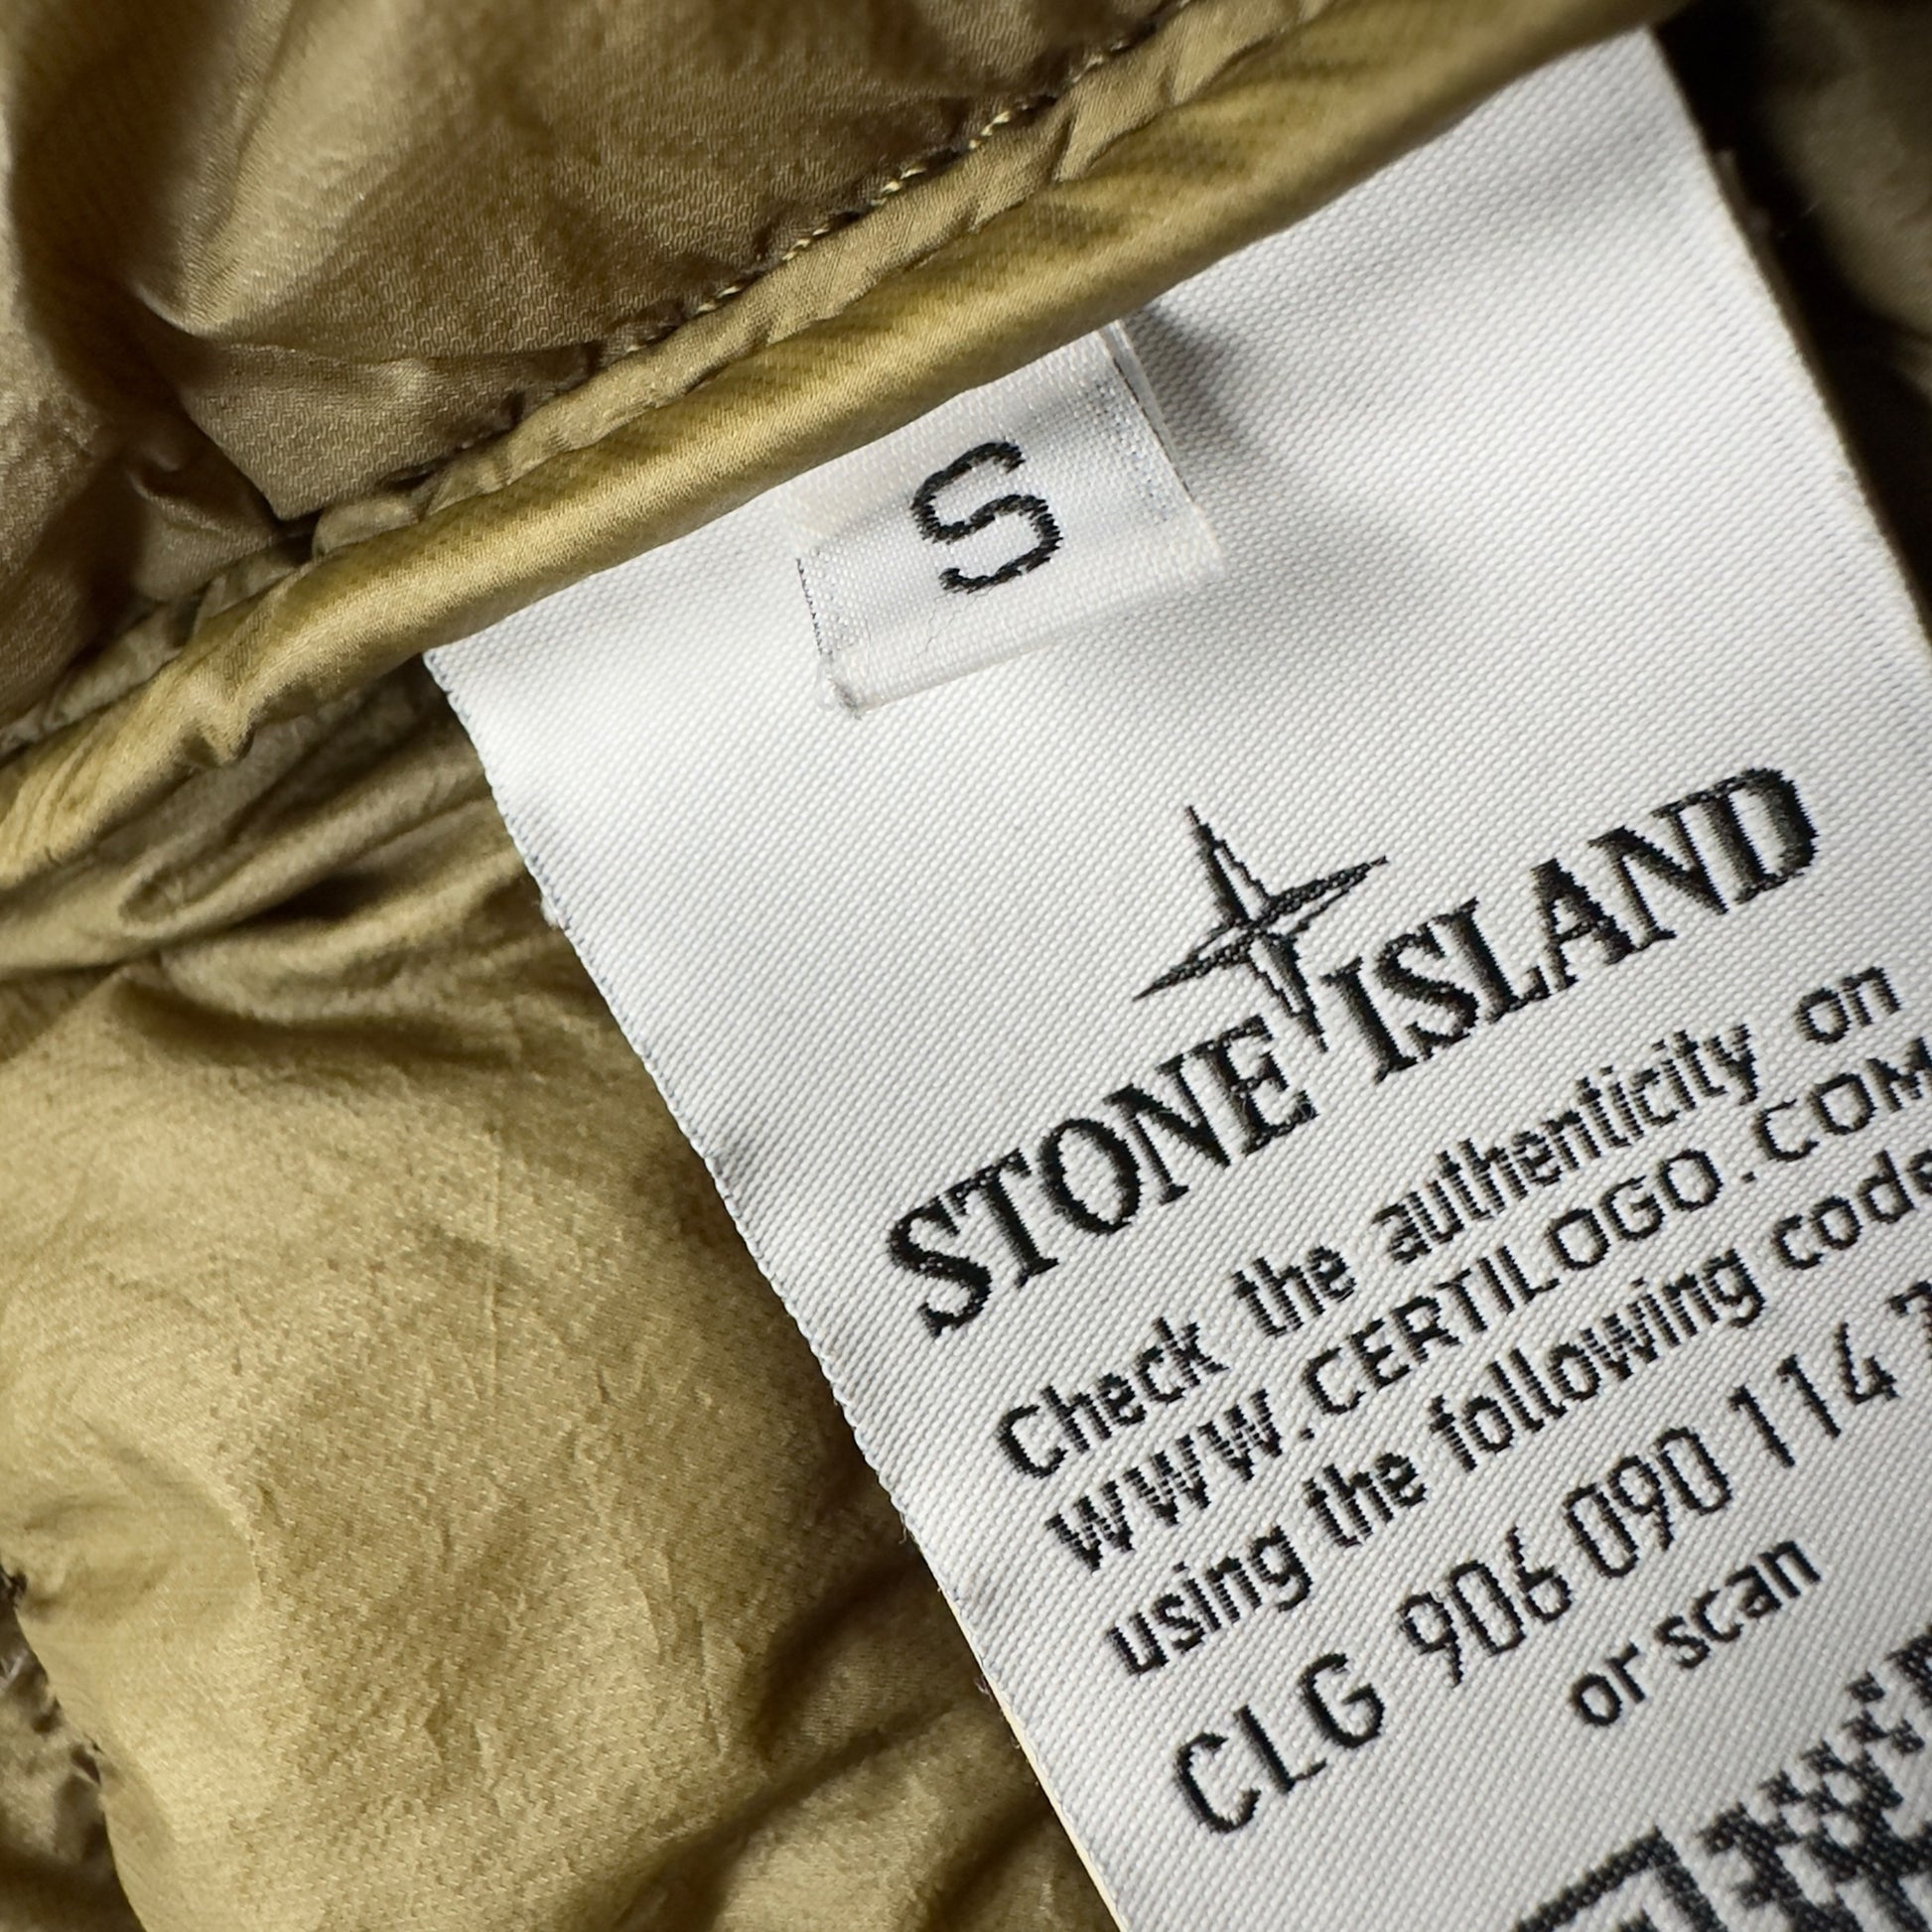 S
STONE ISLAND
Check the authenticity on
WWW.CERTILOGO.COM
using the following code
CLG 906 090 114
or scan